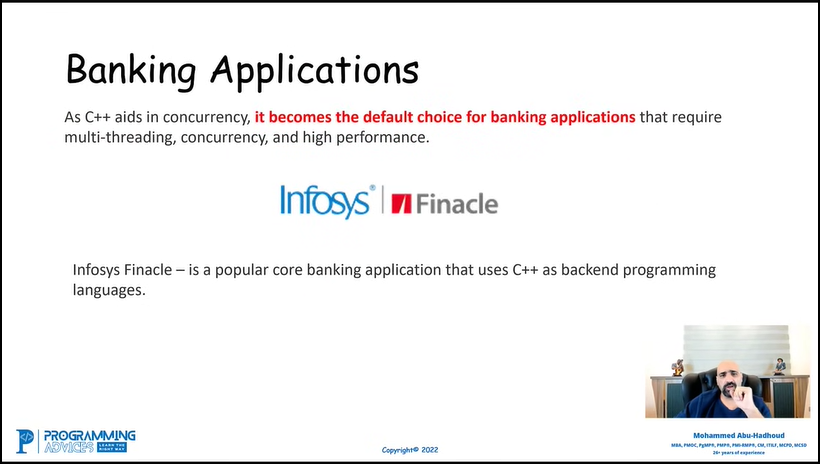 Banking Applications
As C++ aids in concurrency, it becomes the default choice for banking applications that require
multi-threading, concurrency, and high performance.
Infosys® | Finacle
Infosys Finacle – is a popular core banking application that uses C++ as backend programming
languages.
PROGRAMMING
ADVICES LEARN THE RIGHT WAY
Copyright© 2022
Mohammed Abu-Hadhoud
MBA, PMOC, PgMP®, PMP®, PMI-RMP®, CM, ITILF, MCPD, MCSD
26+ years of experience